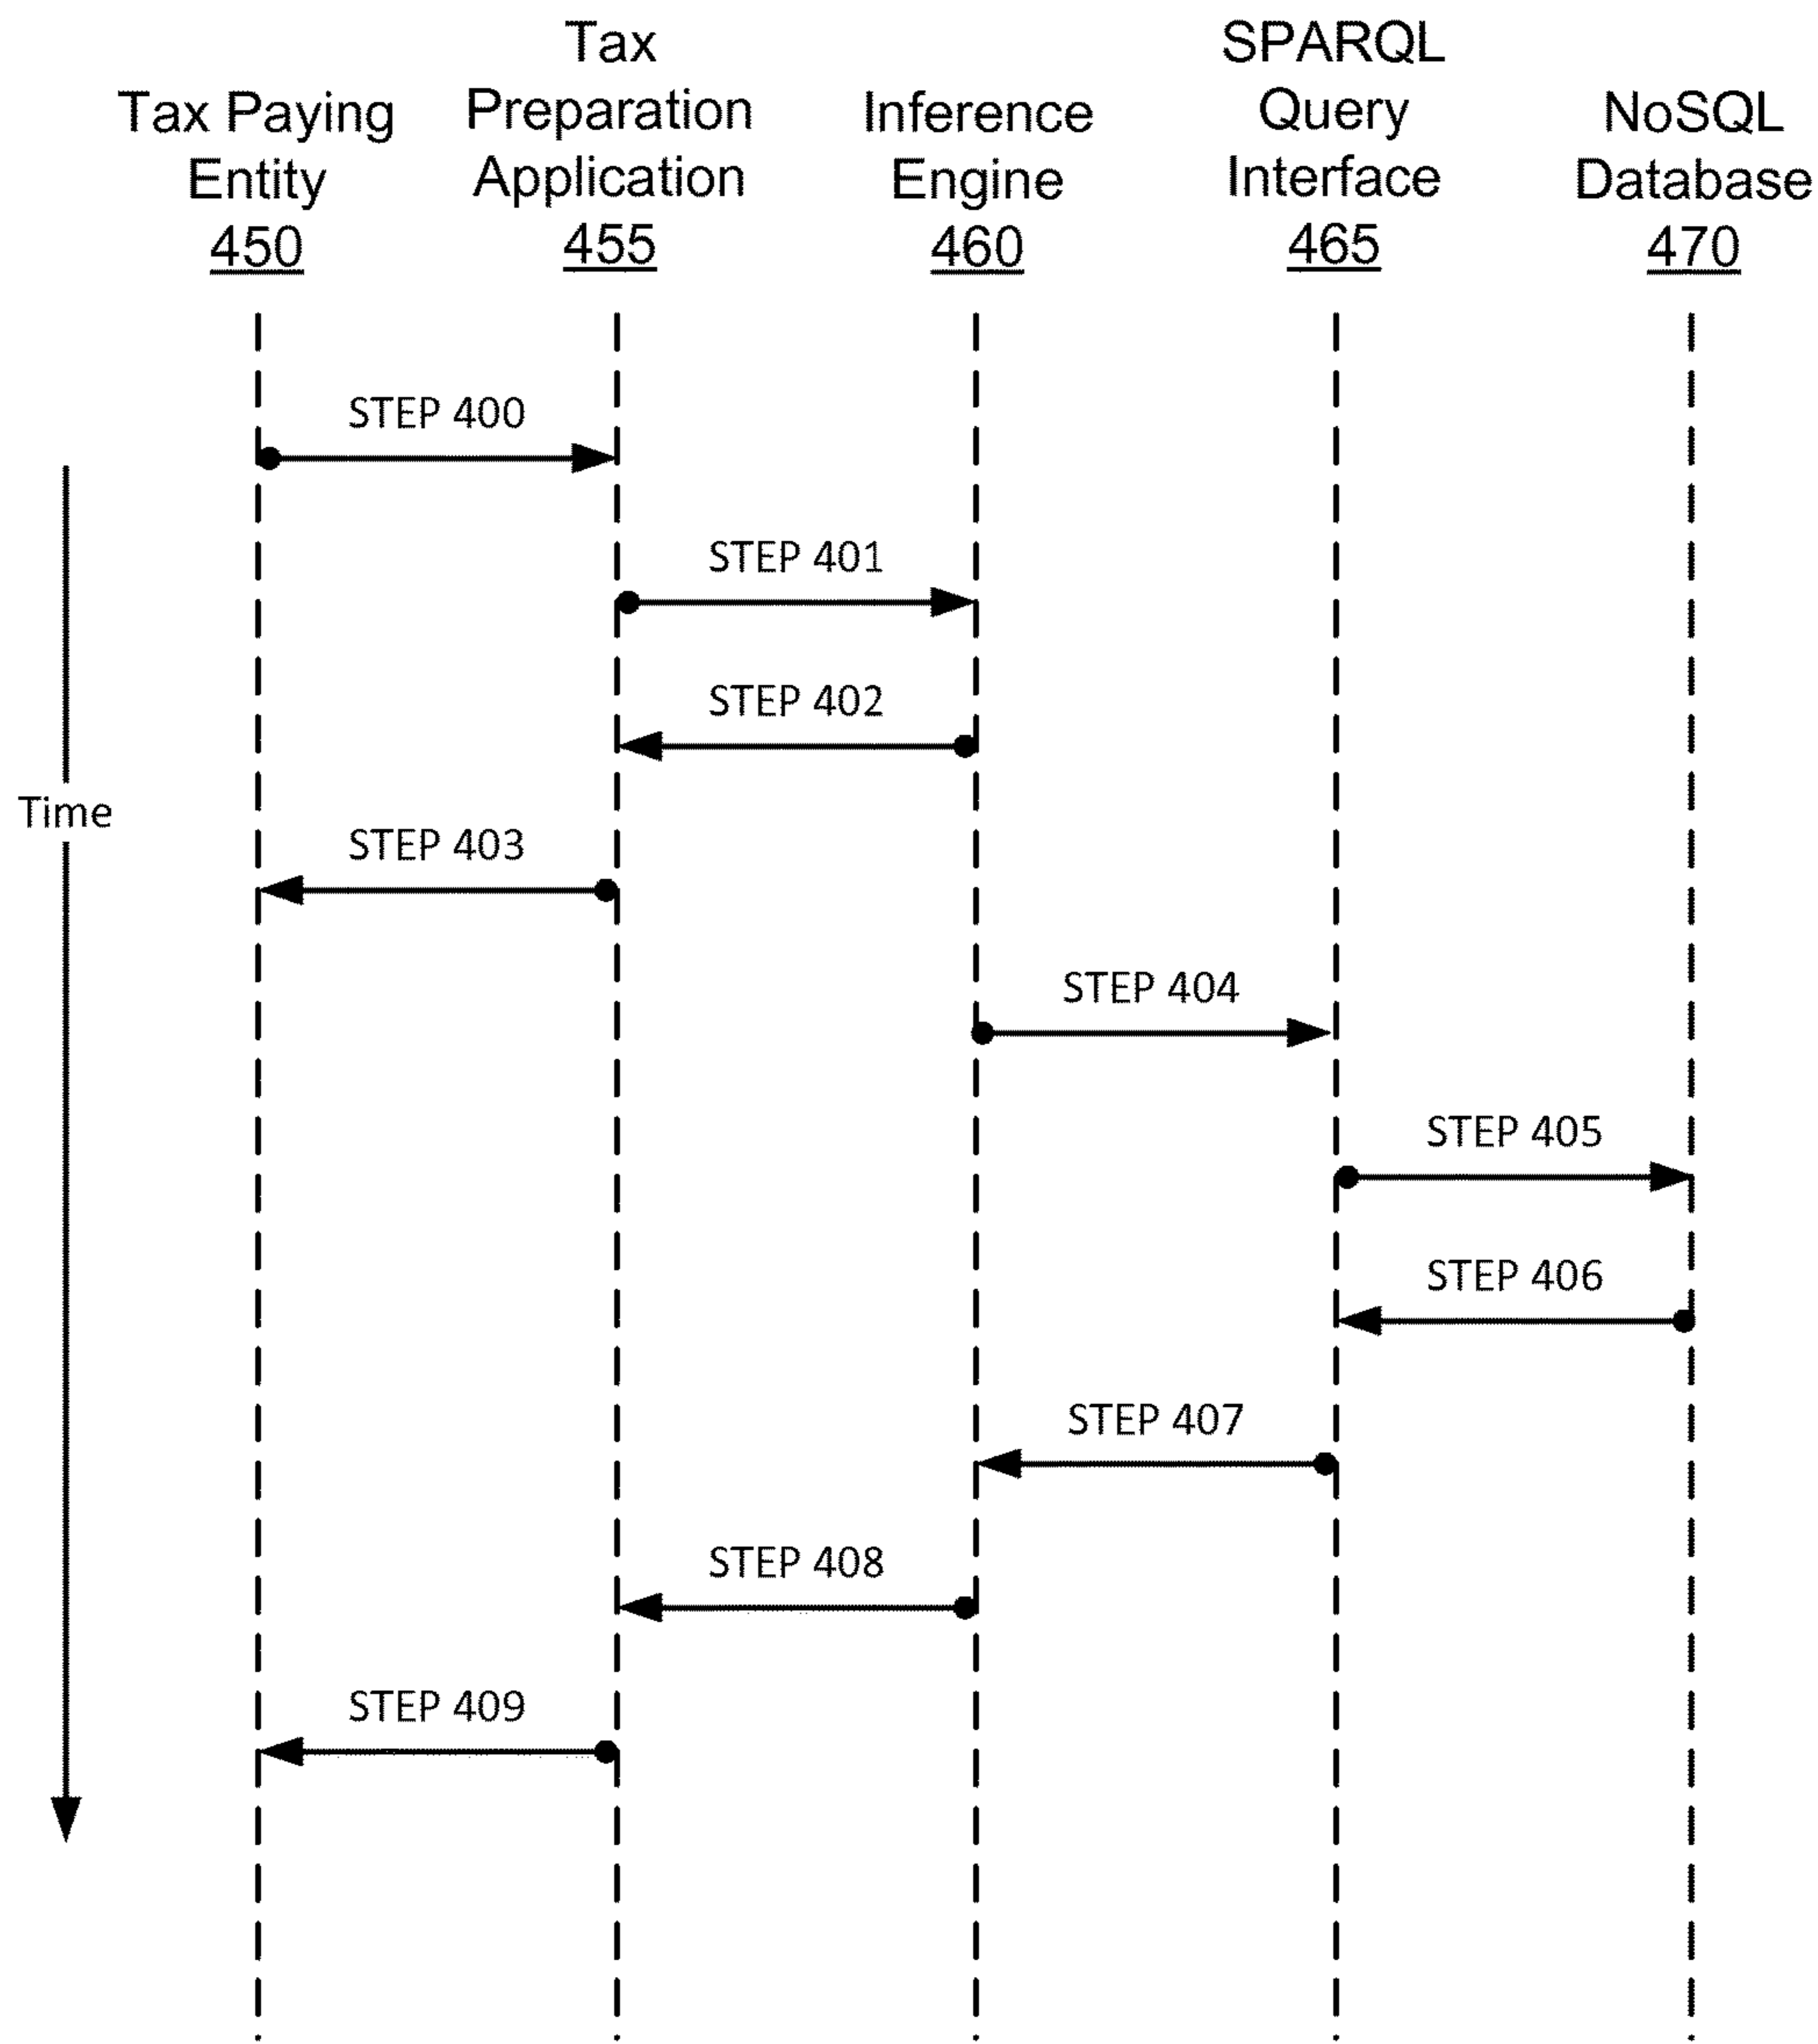 Tax Paying
Entity
450
Tax
Preparation
Application
455
Inference
Engine
460
SPARQL
Query
Interface
465
NoSQL
Database
470
STEP 400
STEP 401
STEP 402
Time
STEP 403
STEP 404
STEP 405
STEP 406
STEP 407
STEP 408
STEP 409